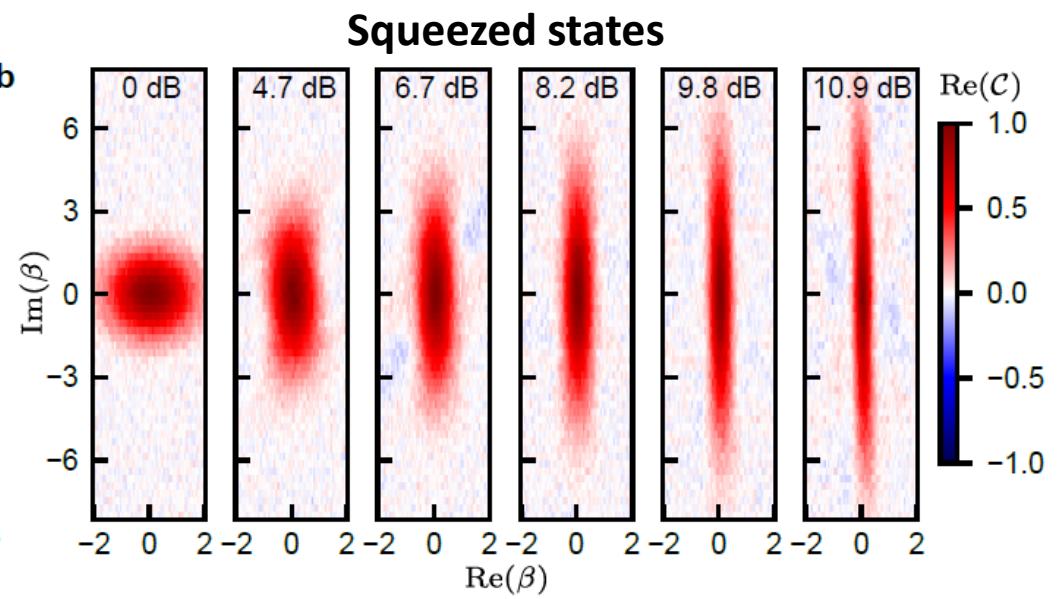 Squeezed states
b
0 dB 4.7 dB 6.7 dB 8.2 dB 9.8 dB 10.9 dB Re(𝒞)
6
3
0
−3
−6
Im(β)
1.0
0.5
0.0
−0.5
−1.0
−2 0 2 −2 0 2 −2 0 2 −2 0 2 −2 0 2 −2 0 2
Re(β)